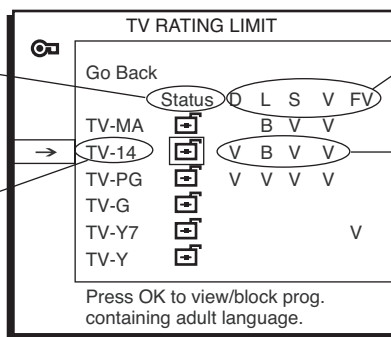 TV RATING LIMIT
Go Back
Status D L S V FV
TV-MA B V V
→ TV-14 V B V V
TV-PG V V V V
TV-G
TV-Y7 V
TV-Y
Press OK to view/block prog.
containing adult language.